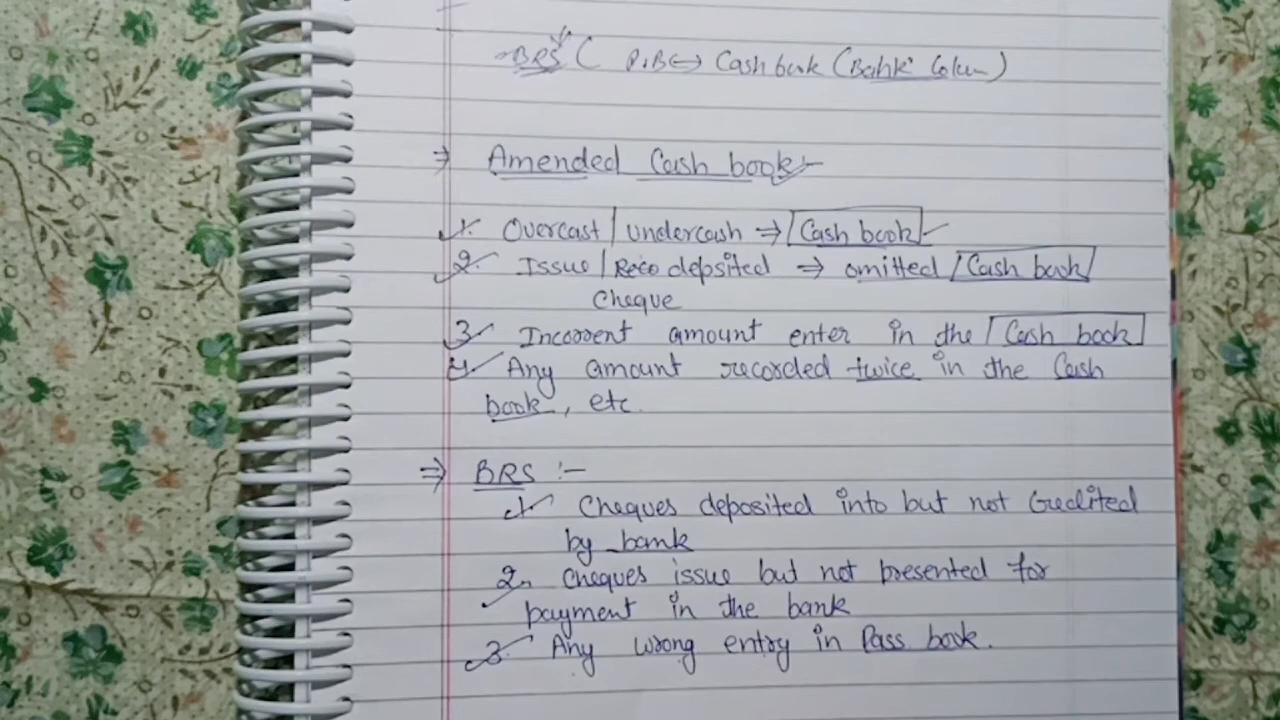 BRS ( P.B ⇔ Cash book (Bank Colum)
⇒ Amended Cash book :-
1. Overcast / undercash ⇒ Cash book -
2. Issue / Reco deposited ⇒ omitted / Cash book /
Cheque
3. Incorrent amount enter in the Cash book
4. Any amount recorded twice in the Cash
book, etc.
⇒ BRS :-
1. Cheques deposited into but not Credited
by bank
2. Cheques issue but not presented for
payment in the bank
3. Any wrong entry in Pass book.